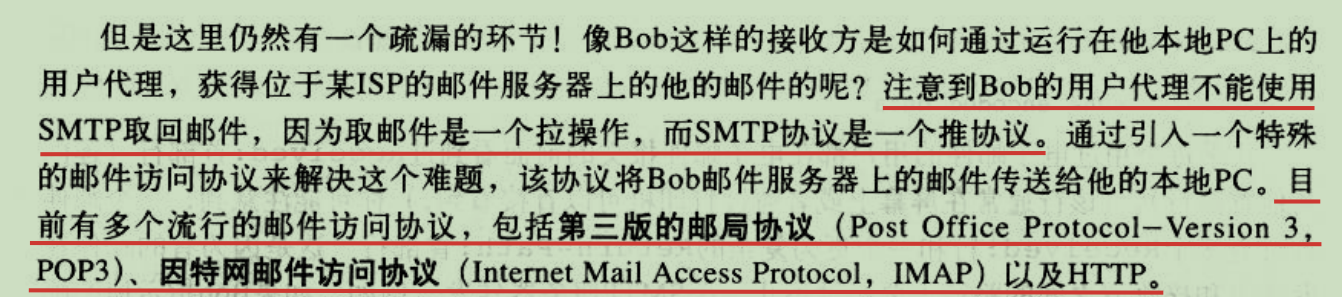 但是这里仍然有一个疏漏的环节！像Bob这样的接收方是如何通过运行在他本地PC上的
用户代理，获得位于某ISP的邮件服务器上的他的邮件的呢？注意到Bob的用户代理不能使用
SMTP取回邮件，因为取邮件是一个拉操作，而SMTP协议是一个推协议。通过引入一个特殊
的邮件访问协议来解决这个难题，该协议将Bob邮件服务器上的邮件传送给他的本地PC。目
前有多个流行的邮件访问协议，包括第三版的邮局协议（Post Office Protocol—Version 3，
POP3）、因特网邮件访问协议（Internet Mail Access Protocol，IMAP）以及HTTP。